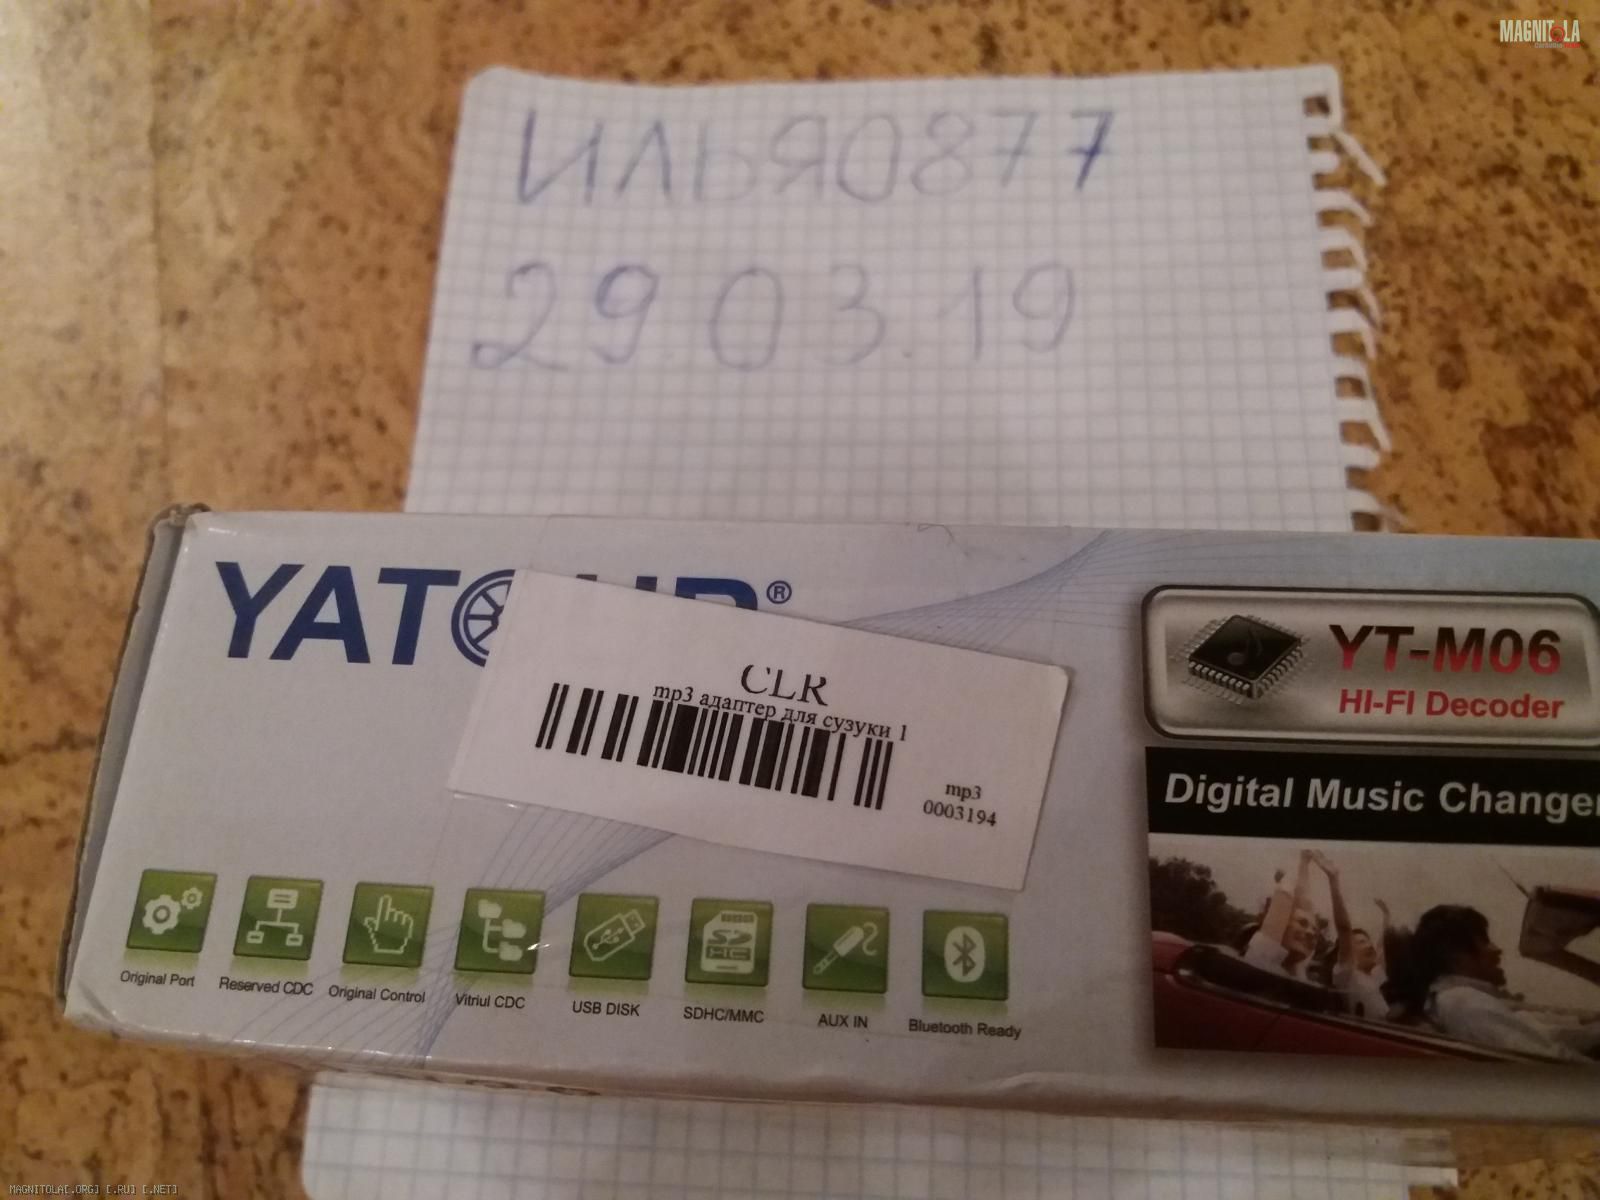 MAGNITOLA
ИЛЬЯ0877
29.03.19
YATOUR®
CLR
mp3 адаптер для сузуки 1
mp3
0003194
YT-M06
HI-FI Decoder
Digital Music Changer
Original Port
Reserved CDC
Original Control
Vitriul CDC
USB DISK
SDHC/MMC
AUX IN
Bluetooth Ready
MAGNITOLA[.ORG] [.RU] [.NET]